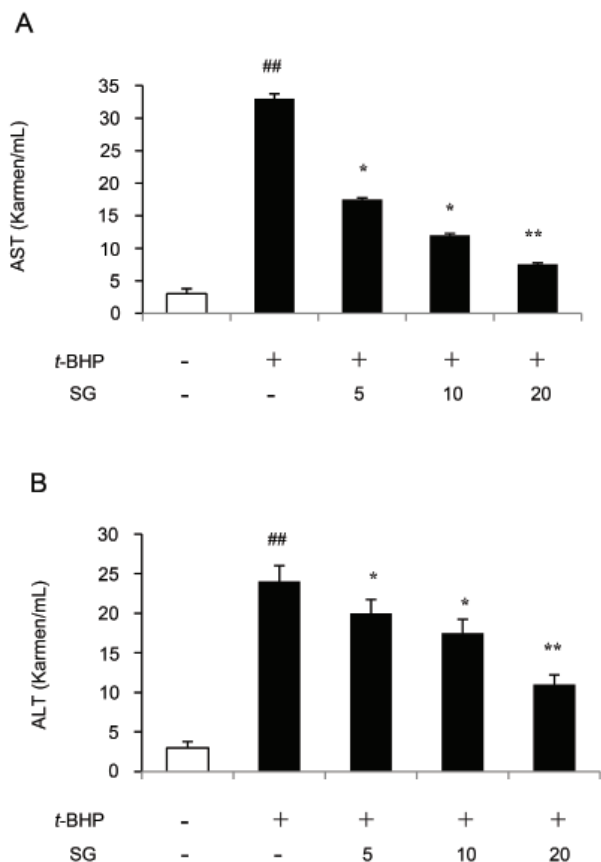 A
##
35
30
25
20
15
10
5
0
AST (Karmen/mL)
*
*
**
t-BHP - + + + +
SG - - 5 10 20
B
##
30
25
20
15
10
5
0
ALT (Karmen/mL)
*
*
**
t-BHP - + + + +
SG - - 5 10 20